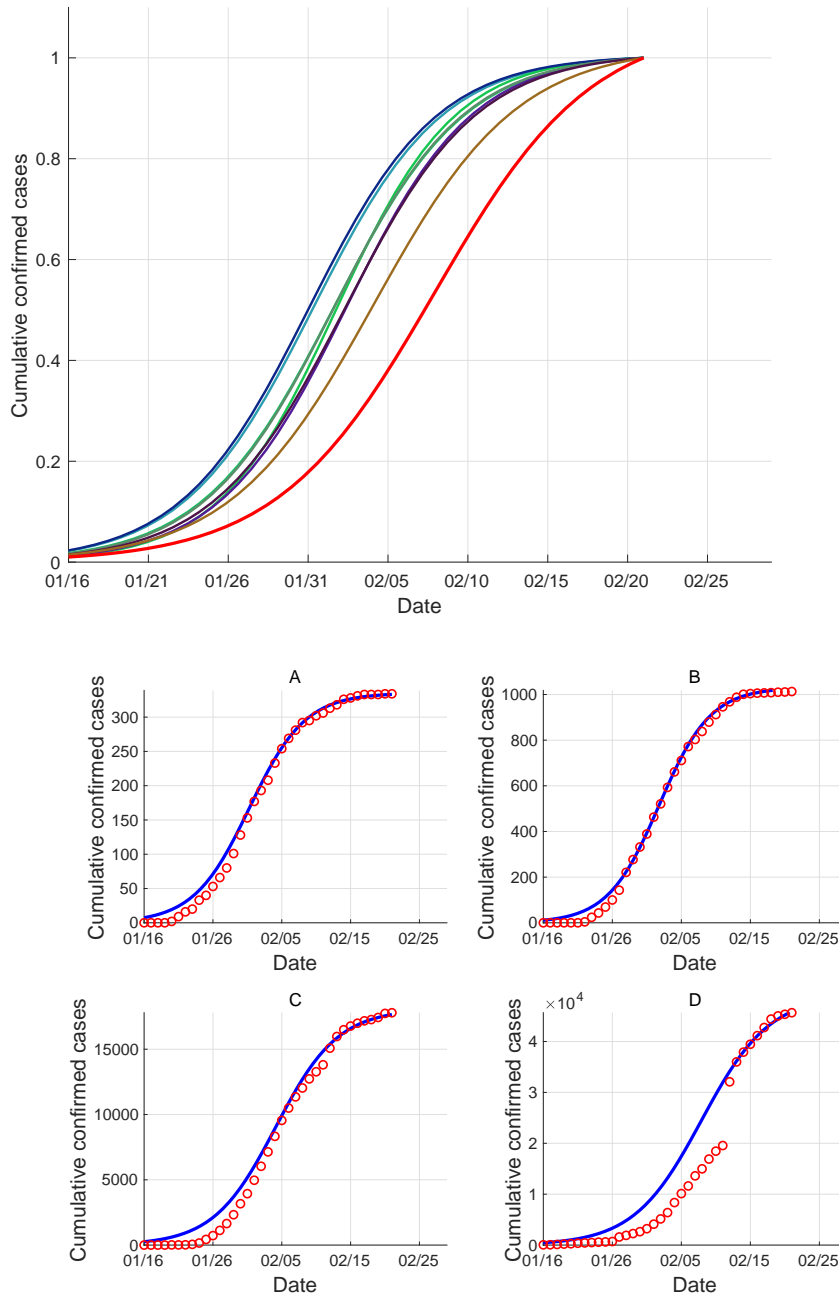 Cumulative confirmed cases
1
0.8
0.6
0.4
0.2
0
01/16 01/21 01/26 01/31 02/05 02/10 02/15 02/20 02/25
Date
A
Cumulative confirmed cases
300
250
200
150
100
50
0
01/16 01/26 02/05 02/15 02/25
Date
B
Cumulative confirmed cases
1000
800
600
400
200
0
01/16 01/26 02/05 02/15 02/25
Date
C
Cumulative confirmed cases
15000
10000
5000
0
01/16 01/26 02/05 02/15 02/25
Date
D
×10^4
Cumulative confirmed cases
4
3
2
1
0
01/16 01/26 02/05 02/15 02/25
Date